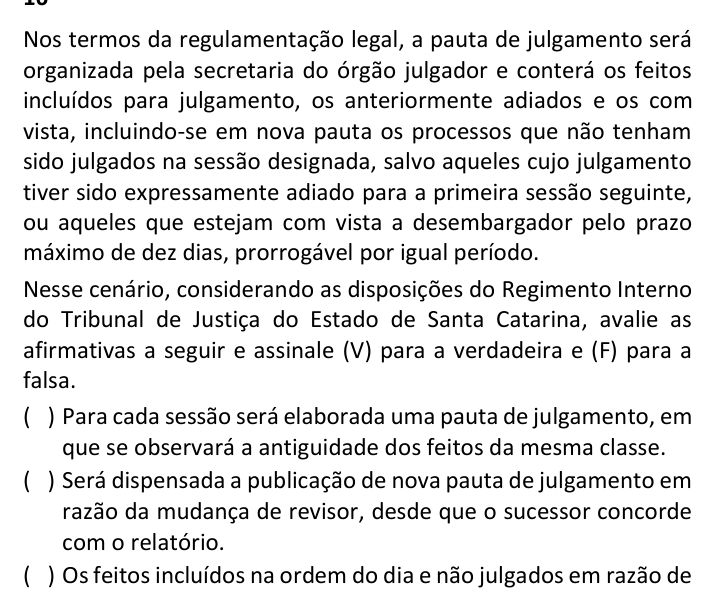 Nos termos da regulamentação legal, a pauta de julgamento será
organizada pela secretaria do órgão julgador e conterá os feitos
incluídos para julgamento, os anteriormente adiados e os com
vista, incluindo-se em nova pauta os processos que não tenham
sido julgados na sessão designada, salvo aqueles cujo julgamento
tiver sido expressamente adiado para a primeira sessão seguinte,
ou aqueles que estejam com vista a desembargador pelo prazo
máximo de dez dias, prorrogável por igual período.
Nesse cenário, considerando as disposições do Regimento Interno
do Tribunal de Justiça do Estado de Santa Catarina, avalie as
afirmativas a seguir e assinale (V) para a verdadeira e (F) para a
falsa.
( ) Para cada sessão será elaborada uma pauta de julgamento, em
que se observará a antiguidade dos feitos da mesma classe.
( ) Será dispensada a publicação de nova pauta de julgamento em
razão da mudança de revisor, desde que o sucessor concorde
com o relatório.
( ) Os feitos incluídos na ordem do dia e não julgados em razão de